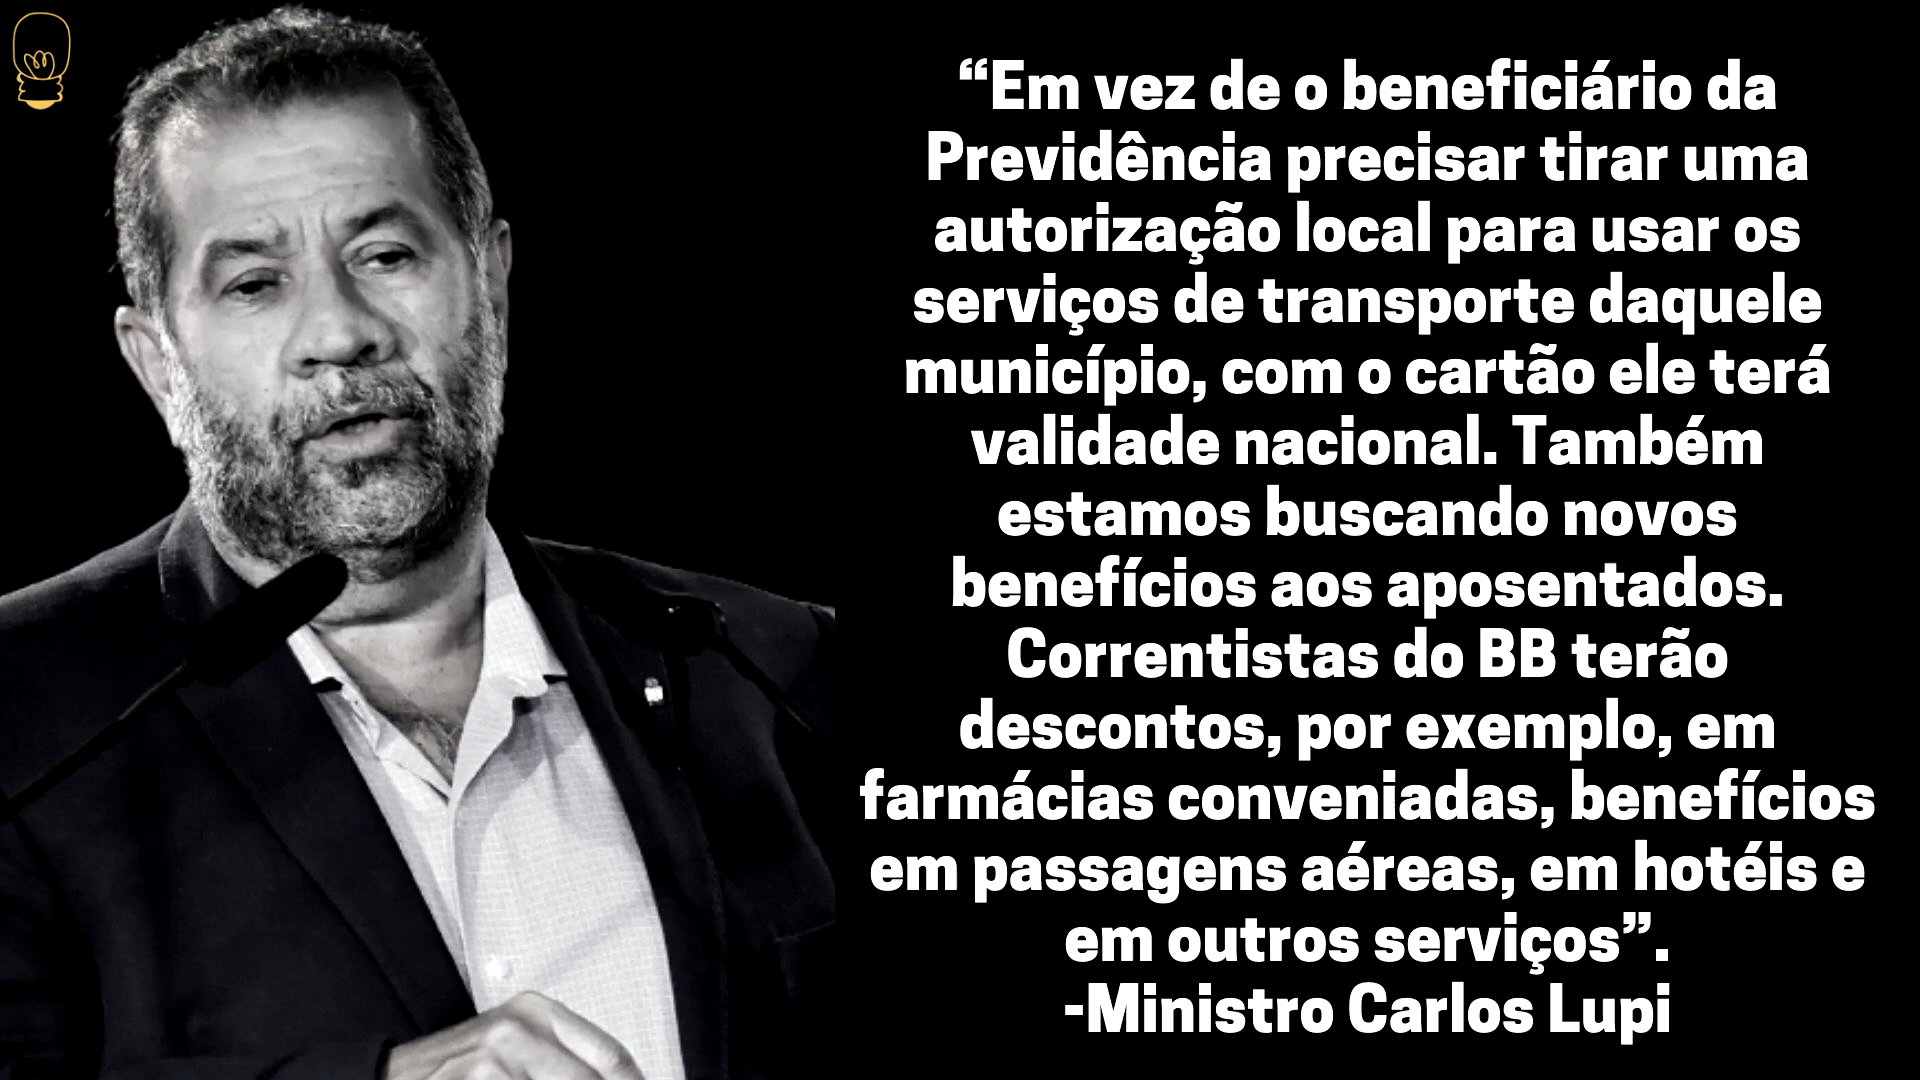 “Em vez de o beneficiário da
Previdência precisar tirar uma
autorização local para usar os
serviços de transporte daquele
município, com o cartão ele terá
validade nacional. Também
estamos buscando novos
benefícios aos aposentados.
Correntistas do BB terão
descontos, por exemplo, em
farmácias conveniadas, benefícios
em passagens aéreas, em hotéis e
em outros serviços”.
-Ministro Carlos Lupi